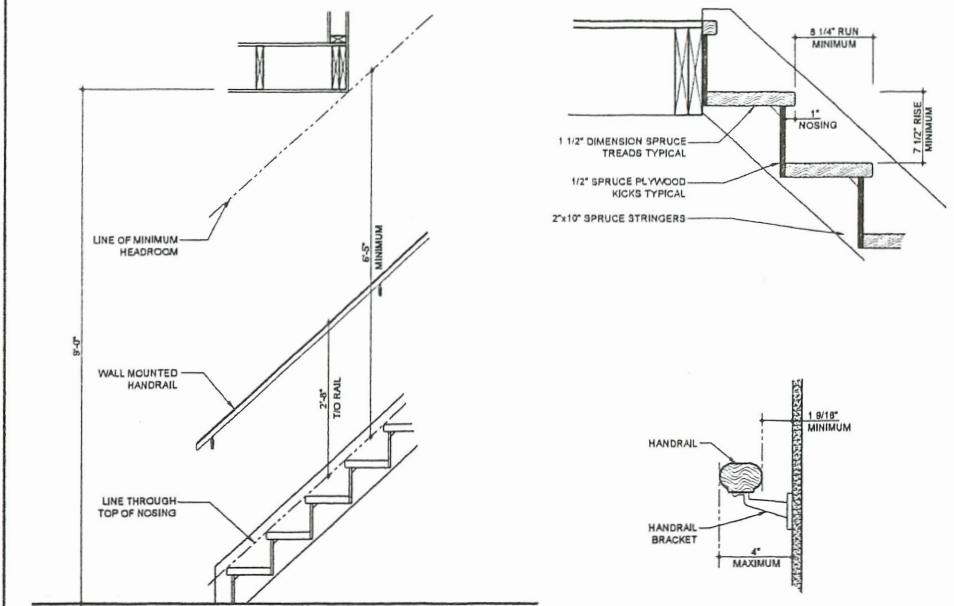 LINE OF MINIMUM
HEADROOM
9'-0"
6'-5"
MINIMUM
WALL MOUNTED
HANDRAIL
2'-8"
T/O RAIL
LINE THROUGH
TOP OF NOSING
8 1/4" RUN
MINIMUM
1"
NOSING
7 1/2" RISE
MINIMUM
1 1/2" DIMENSION SPRUCE
TREADS TYPICAL
1/2" SPRUCE PLYWOOD
KICKS TYPICAL
2"x10" SPRUCE STRINGERS
1 9/16"
MINIMUM
HANDRAIL
HANDRAIL
BRACKET
4"
MAXIMUM